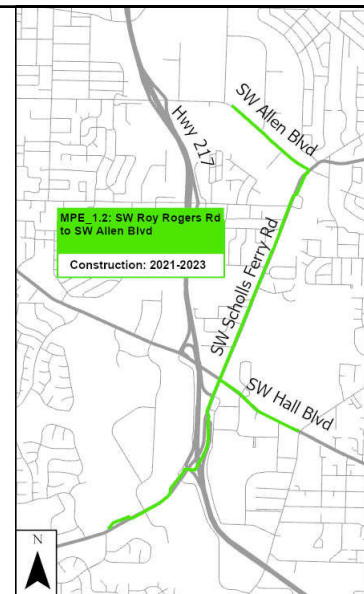 SW Allen Blvd
Hwy 217
MPE_1.2: SW Roy Rogers Rd
to SW Allen Blvd
Construction: 2021-2023
SW Scholls Ferry Rd
SW Hall Blvd
N